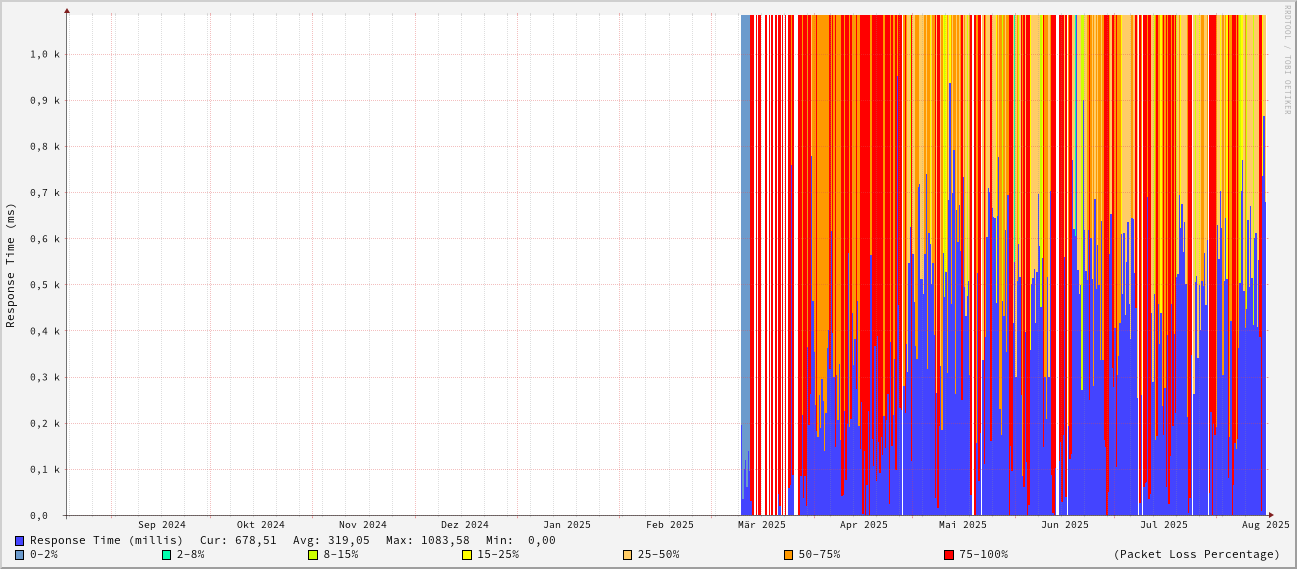 RRDTOOL / TOBI OETIKER
Response Time (ms)
1,0 k
0,9 k
0,8 k
0,7 k
0,6 k
0,5 k
0,4 k
0,3 k
0,2 k
0,1 k
0,0
Sep 2024 Okt 2024 Nov 2024 Dez 2024 Jan 2025 Feb 2025 Mär 2025 Apr 2025 Mai 2025 Jun 2025 Jul 2025 Aug 2025
Response Time (millis) Cur: 678,51 Avg: 319,05 Max: 1083,58 Min: 0,00
0-2% 2-8% 8-15% 15-25% 25-50% 50-75% 75-100% (Packet Loss Percentage)